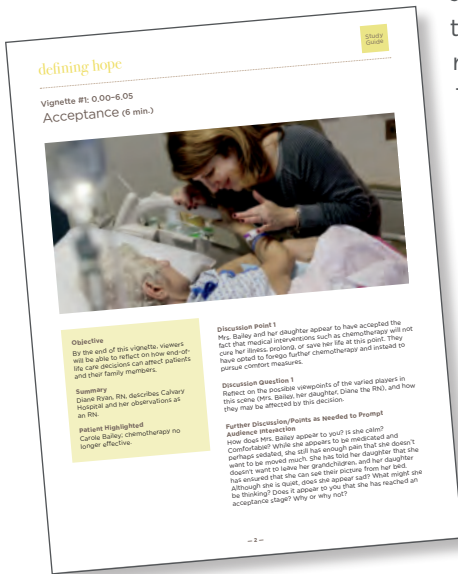 defining hope
Study
Guide
Vignette #1: 0.00–6.05
Acceptance (6 min.)
Objective
By the end of this vignette, viewers
will be able to reflect on how end-of-
life care decisions can affect patients
and their family members.
Summary
Diane Ryan, RN, describes Calvary
Hospital and her observations as
an RN.
Patient Highlighted
Carole Bailey; chemotherapy no
longer effective.
Discussion Point 1
Mrs. Bailey and her daughter appear to have accepted the
fact that medical interventions such as chemotherapy will not
cure her illness, prolong, or save her life at this point. They
have opted to forego further chemotherapy and instead to
pursue comfort measures.
Discussion Question 1
Reflect on the possible viewpoints of the varied players in
this scene (Mrs. Bailey, her daughter, Diane the RN), and how
they may be affected by this decision.
Further Discussion/Points as Needed to Prompt
Audience Interaction
How does Mrs. Bailey appear to you? Is she calm?
Comfortable? While she appears to be medicated and
perhaps sedated, she still has enough pain that she doesn't
want to be moved much. She has told her daughter that she
doesn't want to leave her grandchildren, and her daughter
has ensured that she can see their picture from her bed.
Although she is quiet, does she appear sad? What might she
be thinking? Does it appear to you that she has reached an
acceptance stage? Why or why not?
— 2 —